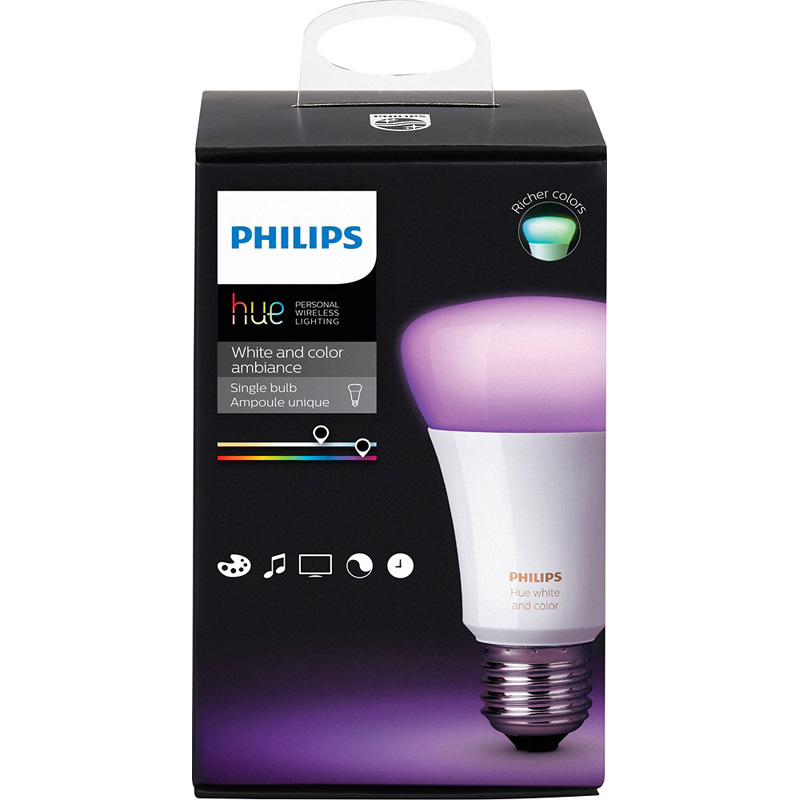 PHILIPS
Richer colors
PHILIPS
hue
PERSONAL
WIRELESS
LIGHTING
White and color
ambiance
Single bulb
Ampoule unique
PHILIPS
Hue white
and color